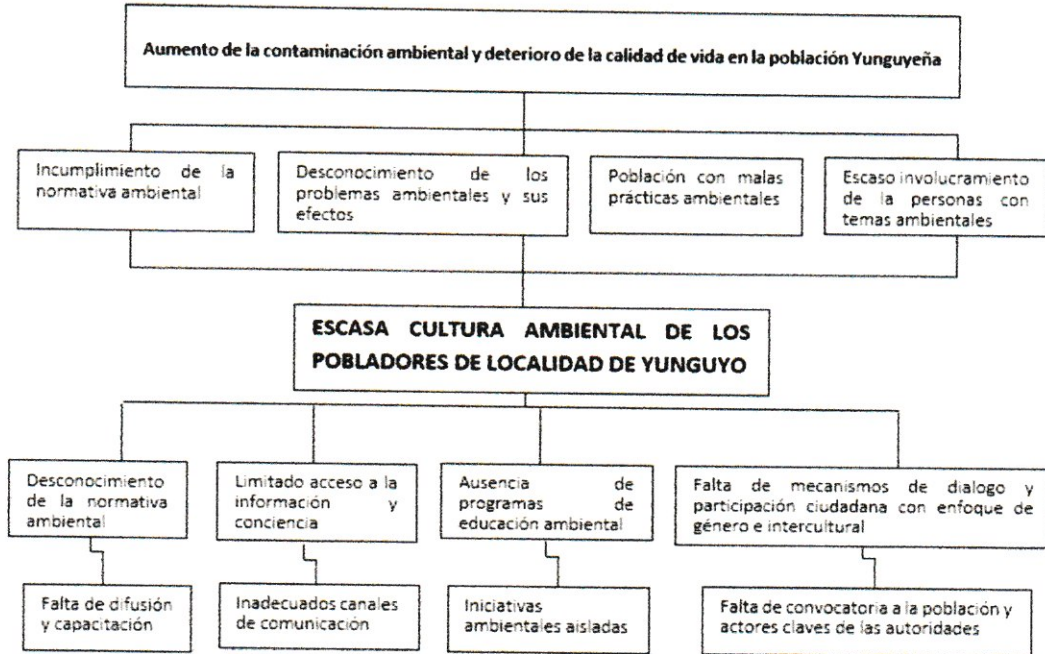 Aumento de la contaminación ambiental y deterioro de la calidad de vida en la población Yunguyeña
Incumplimiento de la
normativa ambiental
Desconocimiento de los
problemas ambientales y sus
efectos
Población con malas
prácticas ambientales
Escaso involucramiento
de la personas con
temas ambientales
ESCASA CULTURA AMBIENTAL DE LOS
POBLADORES DE LOCALIDAD DE YUNGUYO
Desconocimiento
de la normativa
ambiental
Limitado acceso a la
información y
conciencia
Ausencia de
programas de
educación ambiental
Falta de mecanismos de dialogo y
participación ciudadana con enfoque de
género e intercultural
Falta de difusión
y capacitación
Inadecuados canales
de comunicación
Iniciativas
ambientales aisladas
Falta de convocatoria a la población y
actores claves de las autoridades